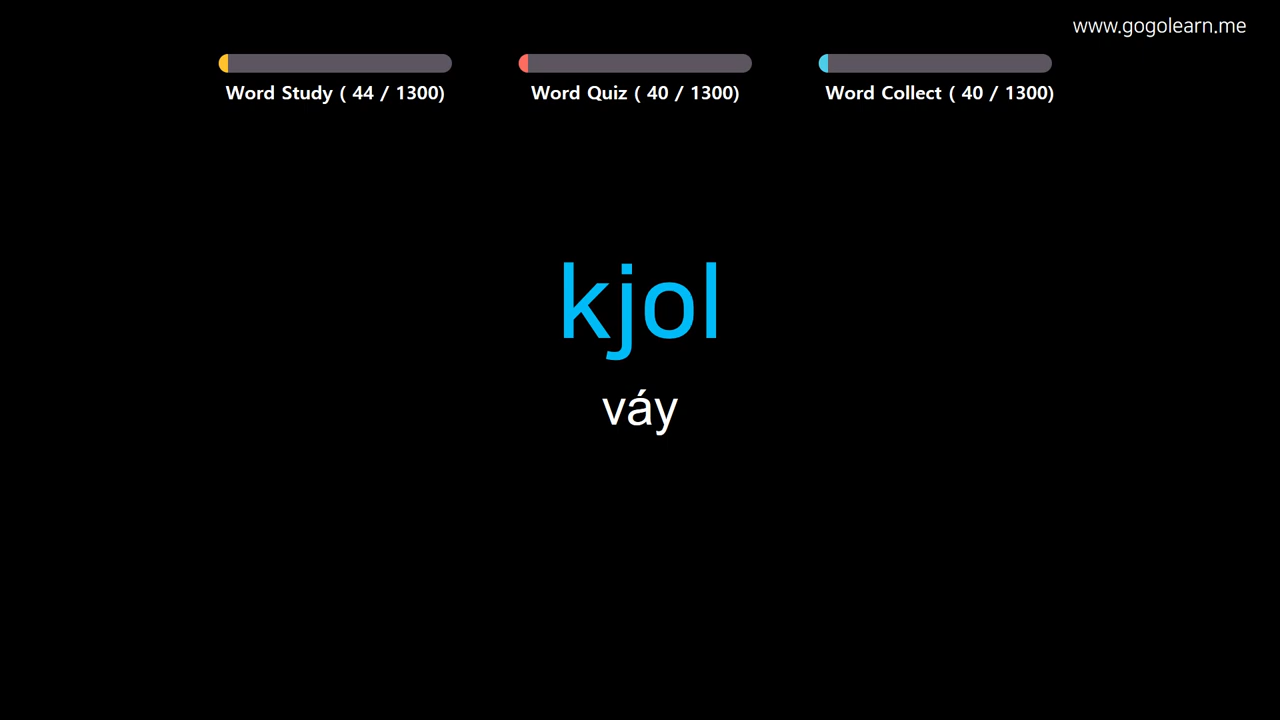 www.gogolearn.me
Word Study ( 44 / 1300)
Word Quiz ( 40 / 1300)
Word Collect ( 40 / 1300)
kjol
váy